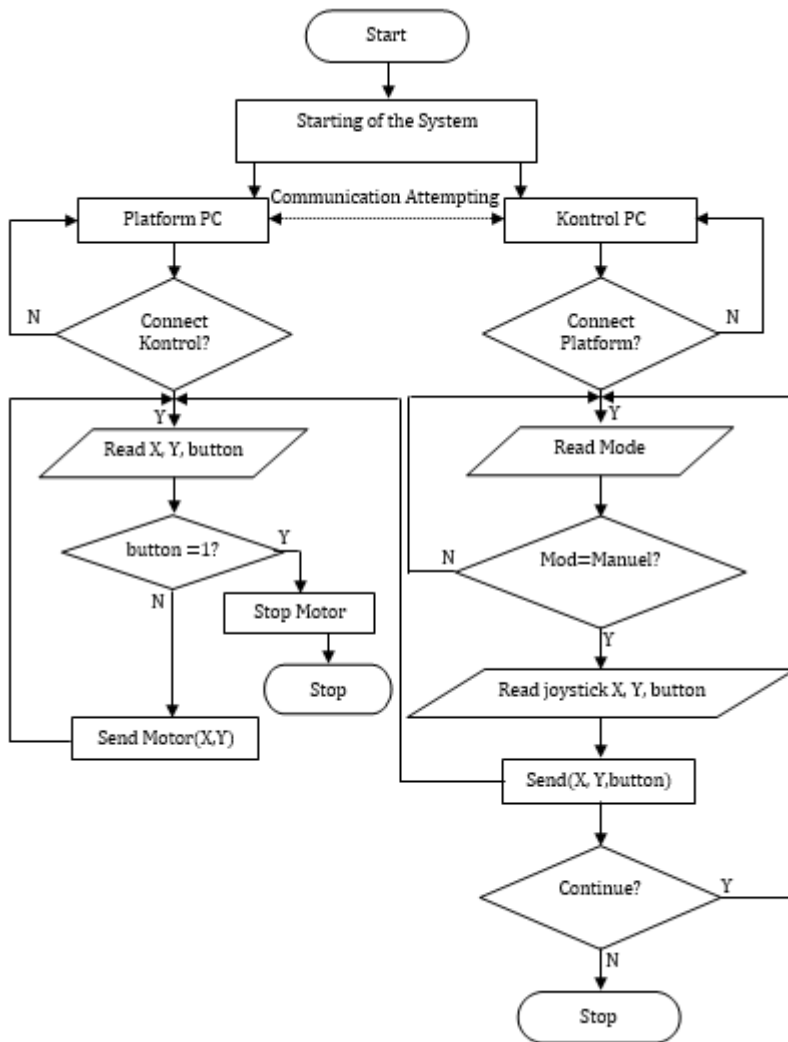 Start
Starting of the System
Communication Attempting
Platform PC
Kontrol PC
N
Connect
Kontrol?
Connect
Platform?
N
Y
Y
Read X, Y, button
Read Mode
button =1?
Y
N
Mod=Manuel?
N
Stop Motor
Y
Stop
Read joystick X, Y, button
Send Motor(X,Y)
Send(X, Y,button)
Continue?
Y
N
Stop